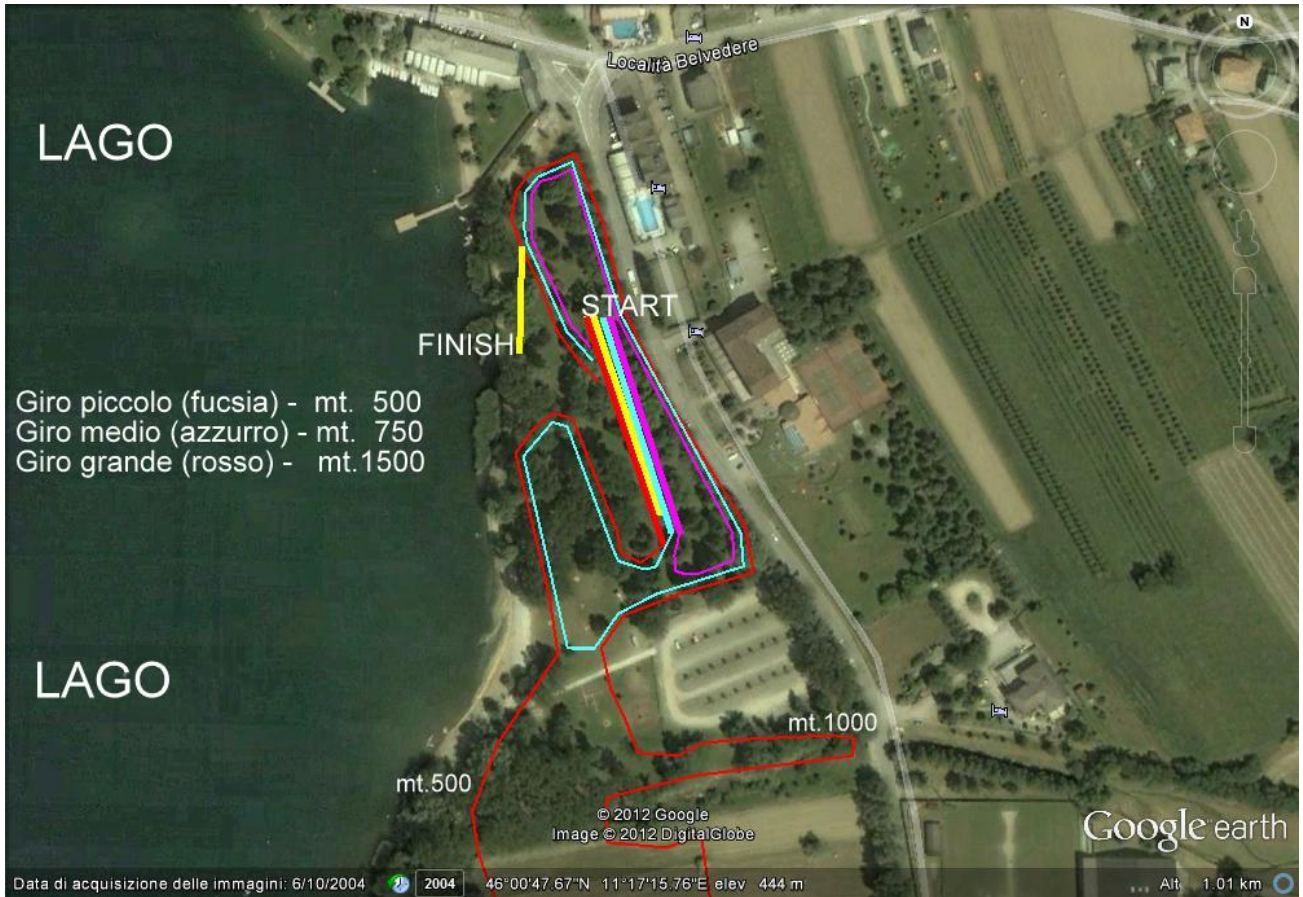 N
Località Belvedere
LAGO
START
FINISH
Giro piccolo (fucsia) - mt. 500
Giro medio (azzurro) - mt. 750
Giro grande (rosso) - mt.1500
LAGO
mt.1000
mt.500
© 2012 Google
Image © 2012 DigitalGlobe
Google earth
Data di acquisizione delle immagini: 6/10/2004 2004 46°00'47.67"N 11°17'15.76"E elev 444 m Alt 1.01 km